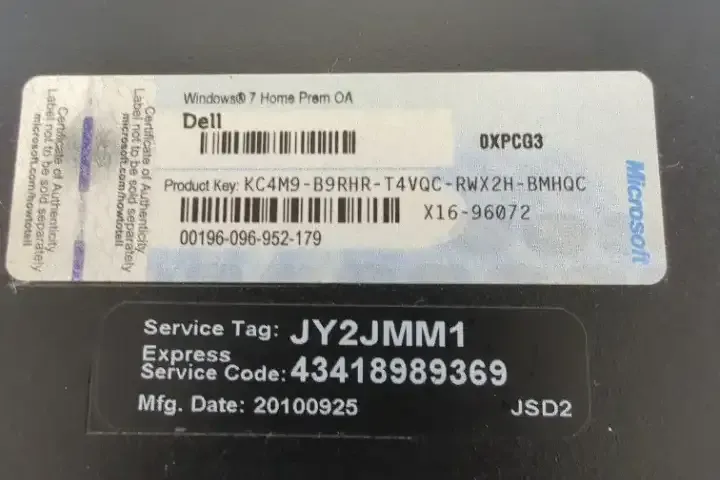 Certificate of Authenticity
Label not to be sold separately
microsoft.com/howtotell
Certificate of Authenticity
Label not to be sold separately
microsoft.com/howtotell
Windows® 7 Home Prem OA
Dell
0XPCG3
Product Key: KC4M9-B9RHR-T4VQC-RWX2H-BMHQC
X16-96072
00196-096-952-179
Microsoft
Service Tag: JY2JMM1
Express
Service Code: 43418989369
Mfg. Date: 20100925
JSD2